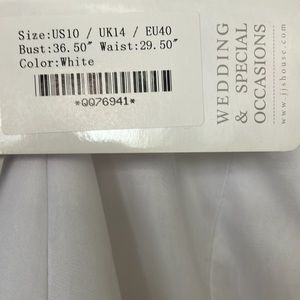 Size:US10 / UK14 / EU40
Bust:36.50" Waist:29.50"
Color:White
*QQ76941*
WEDDING
& SPECIAL
OCCASIONS
www.jjshouse.com